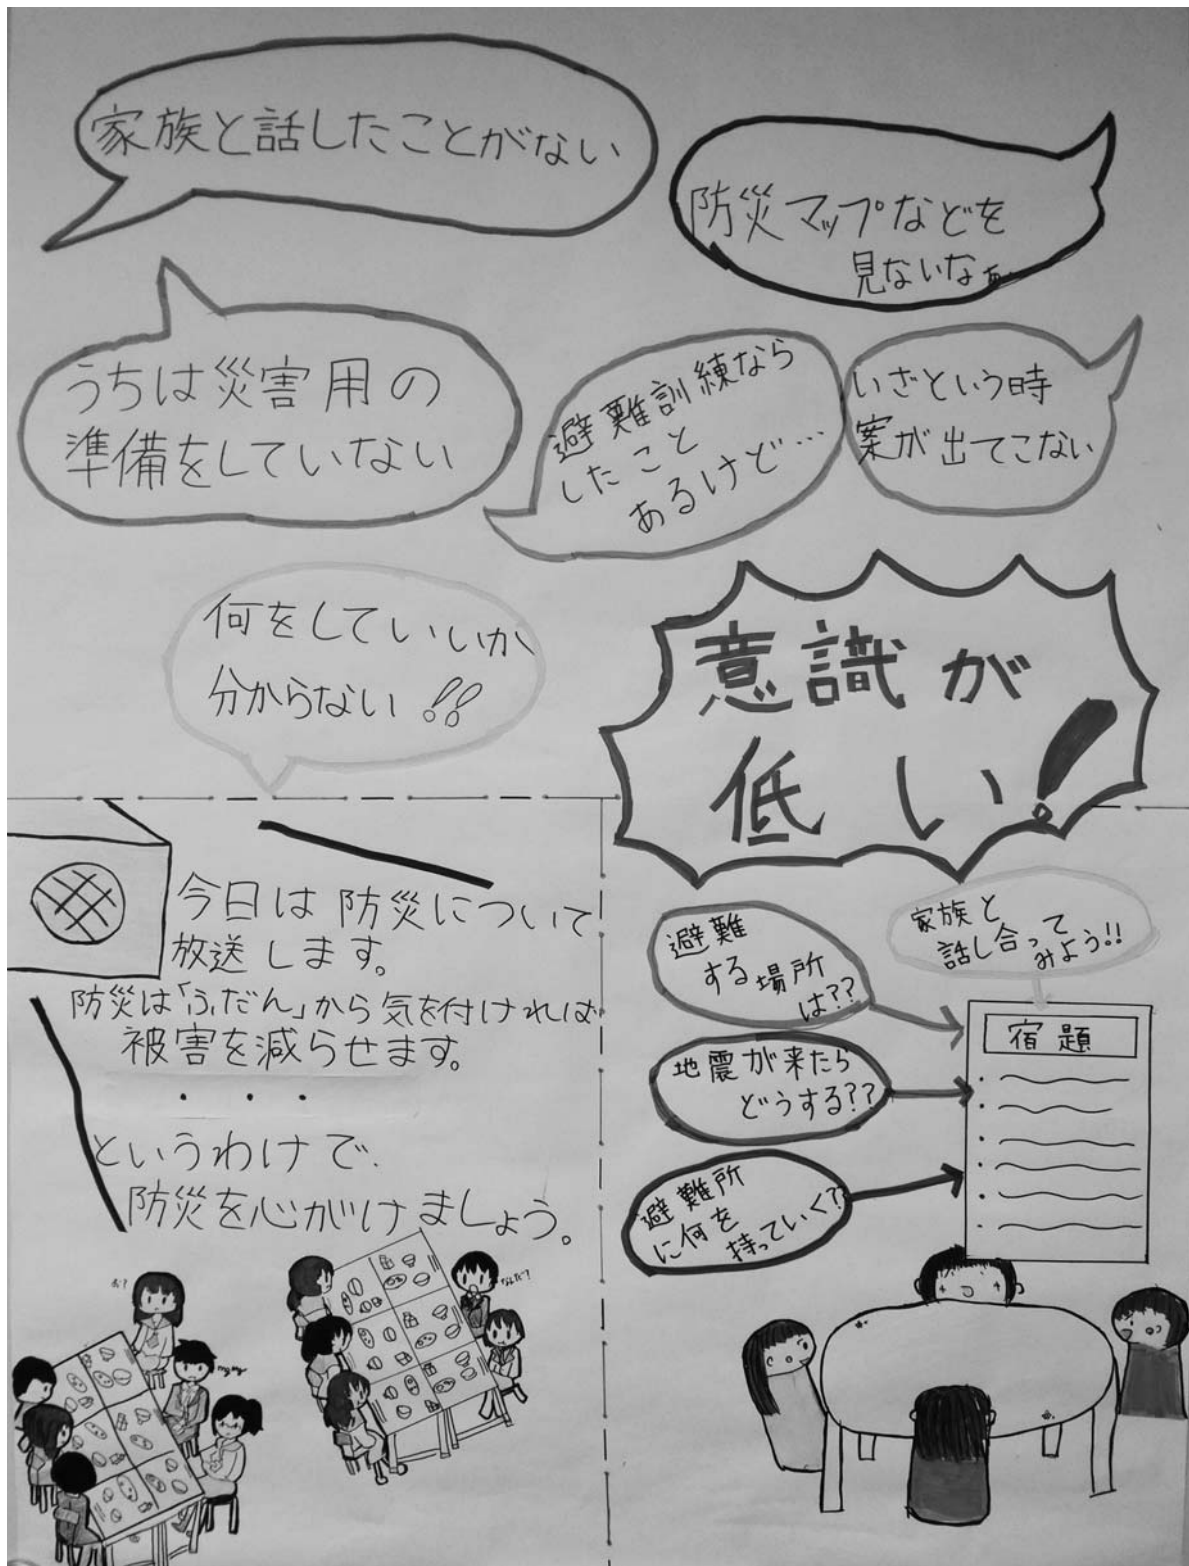 家族と話したことがない
防災マップなどを
見ないなぁ
うちは災害用の
準備をしていない
避難訓練なら
したこと
あるけど…
いざという時
案が出てこない
何をしていいか
分からない!!
意識が
低い!
今日は防災について
放送します。
防災は「ふだん」から気を付ければ
被害を減らせます。
・・・
というわけで、
防災を心がけましょう。
お?
なんだ?
避難
する場所
は??
家族と
話し合って
みよう!!
宿題
地震が来たら
どうする??
避難所
に何を
持っていく?